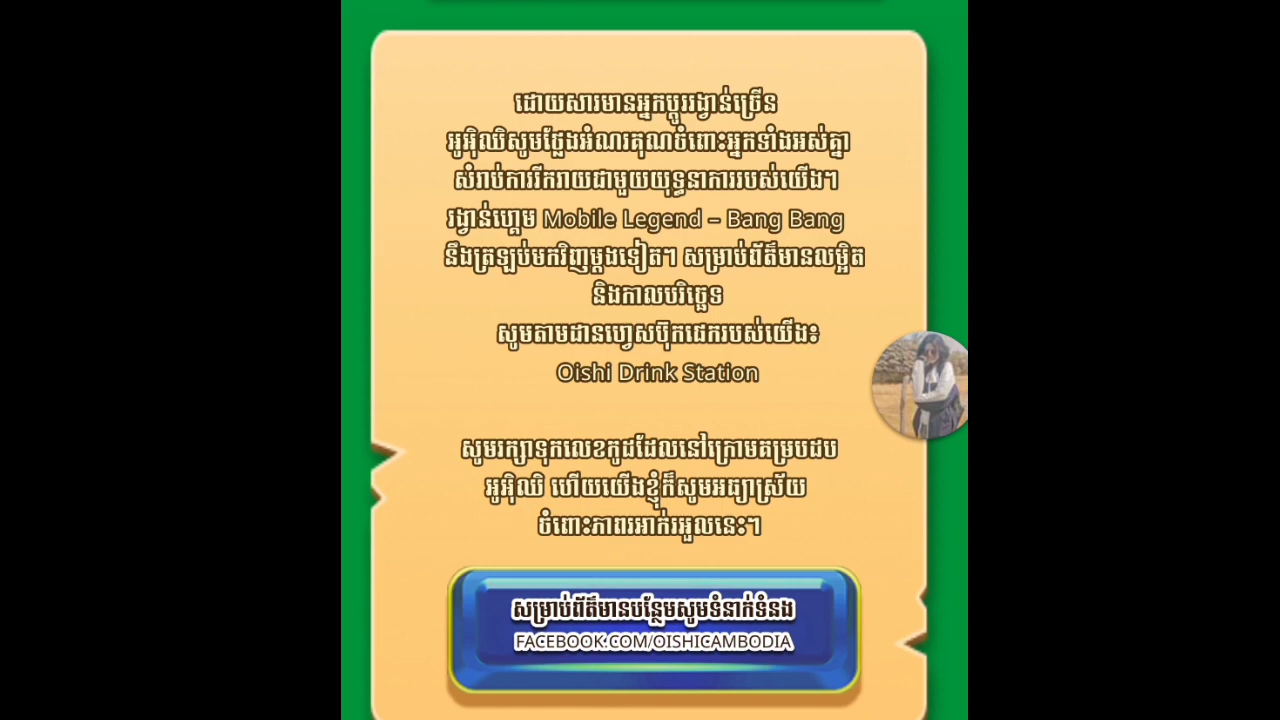 ដោយសារមានអ្នកប្តូររង្វាន់ច្រើន
អូអ៊ិឈិសូមថ្លែងអំណរគុណចំពោះអ្នកទាំងអស់គ្នា
សំរាប់ការរីករាយជាមួយយុទ្ធនាការរបស់យើង។
រង្វាន់ហ្គេម Mobile Legend – Bang Bang
នឹងត្រឡប់មកវិញម្តងទៀត។ សម្រាប់ព័ត៌មានលម្អិត
និងកាលបរិច្ឆេទ
សូមតាមដានហ្វេសប៊ុកផេករបស់យើង៖
Oishi Drink Station
សូមរក្សាទុកលេខកូដដែលនៅក្រោមគម្របដប
អូអ៊ិឈិ ហើយយើងខ្ញុំក៏សូមអធ្យាស្រ័យ
ចំពោះភាពរអាក់រអួលនេះ។
សម្រាប់ព័ត៌មានបន្ថែមសូមទំនាក់ទំនង
FACEBOOK.COM/OISHICAMBODIA